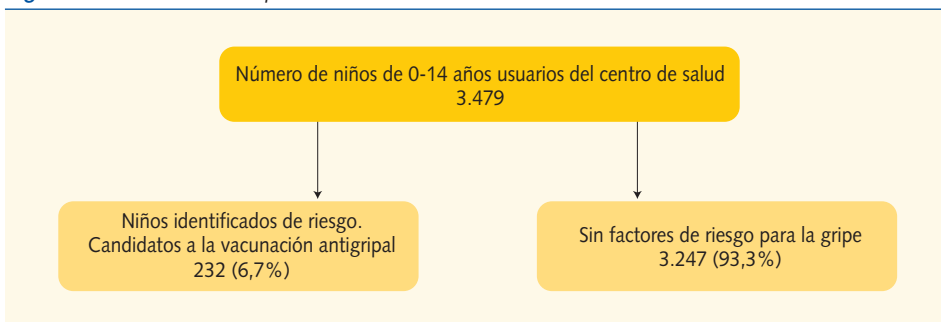 Número de niños de 0-14 años usuarios del centro de salud
3.479
Niños identificados de riesgo.
Candidatos a la vacunación antigripal
232 (6,7%)
Sin factores de riesgo para la gripe
3.247 (93,3%)